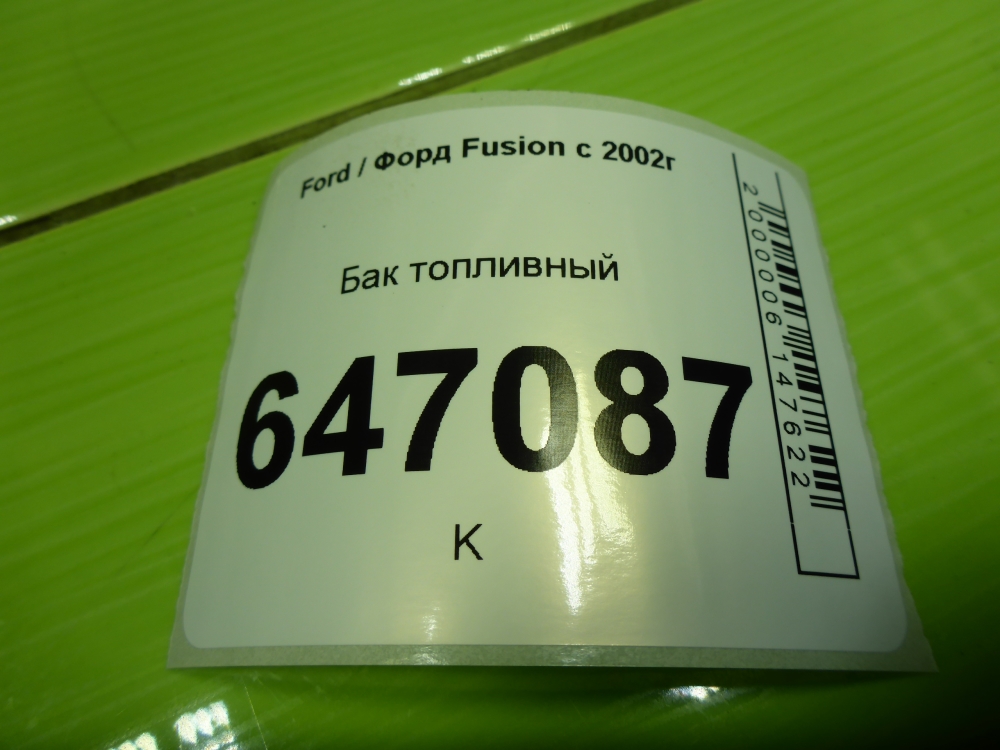 Ford / Форд Fusion с 2002г
Бак топливный
647087
К
2000006147622